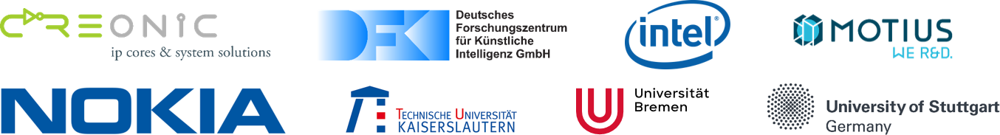 CREONIC
ip cores & system solutions
DFK
Deutsches
Forschungszentrum
für Künstliche
Intelligenz GmbH
intel®
MOTIUS
WE R&D.
NOKIA
TECHNISCHE UNIVERSITÄT
KAISERSLAUTERN
Universität
Bremen
University of Stuttgart
Germany